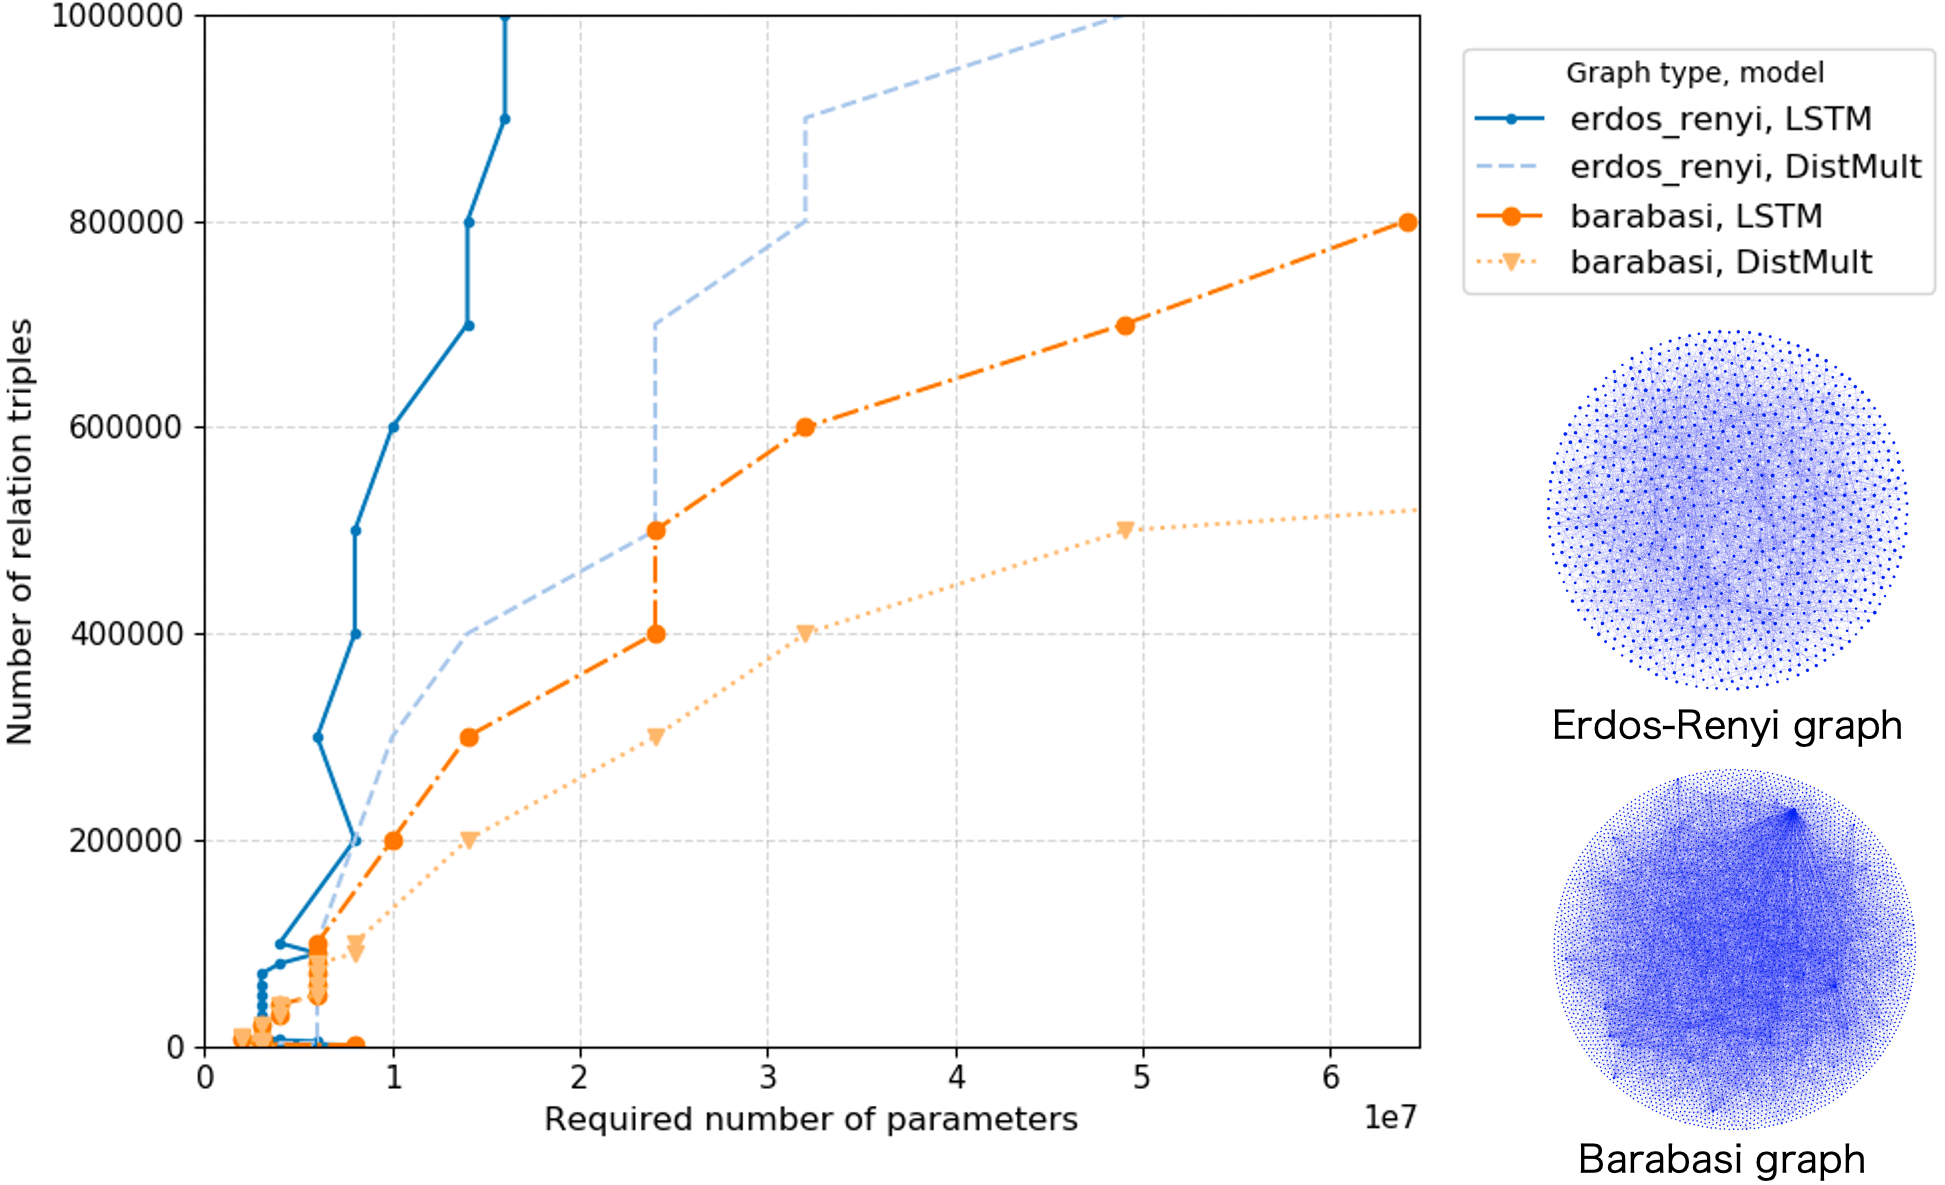 1000000
800000
600000
400000
200000
0
Number of relation triples
0 1 2 3 4 5 6
1e7
Required number of parameters
Graph type, model
erdos_renyi, LSTM
erdos_renyi, DistMult
barabasi, LSTM
barabasi, DistMult
Erdos-Renyi graph
Barabasi graph